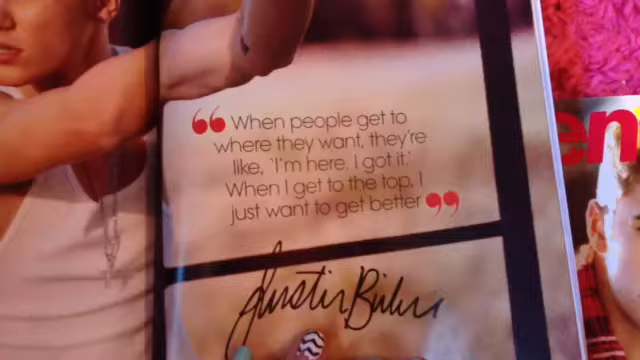 “ When people get to
where they want, they're
like, 'I'm here. I got it.'
When I get to the top, I
just want to get better ”
Justin Bieber
en